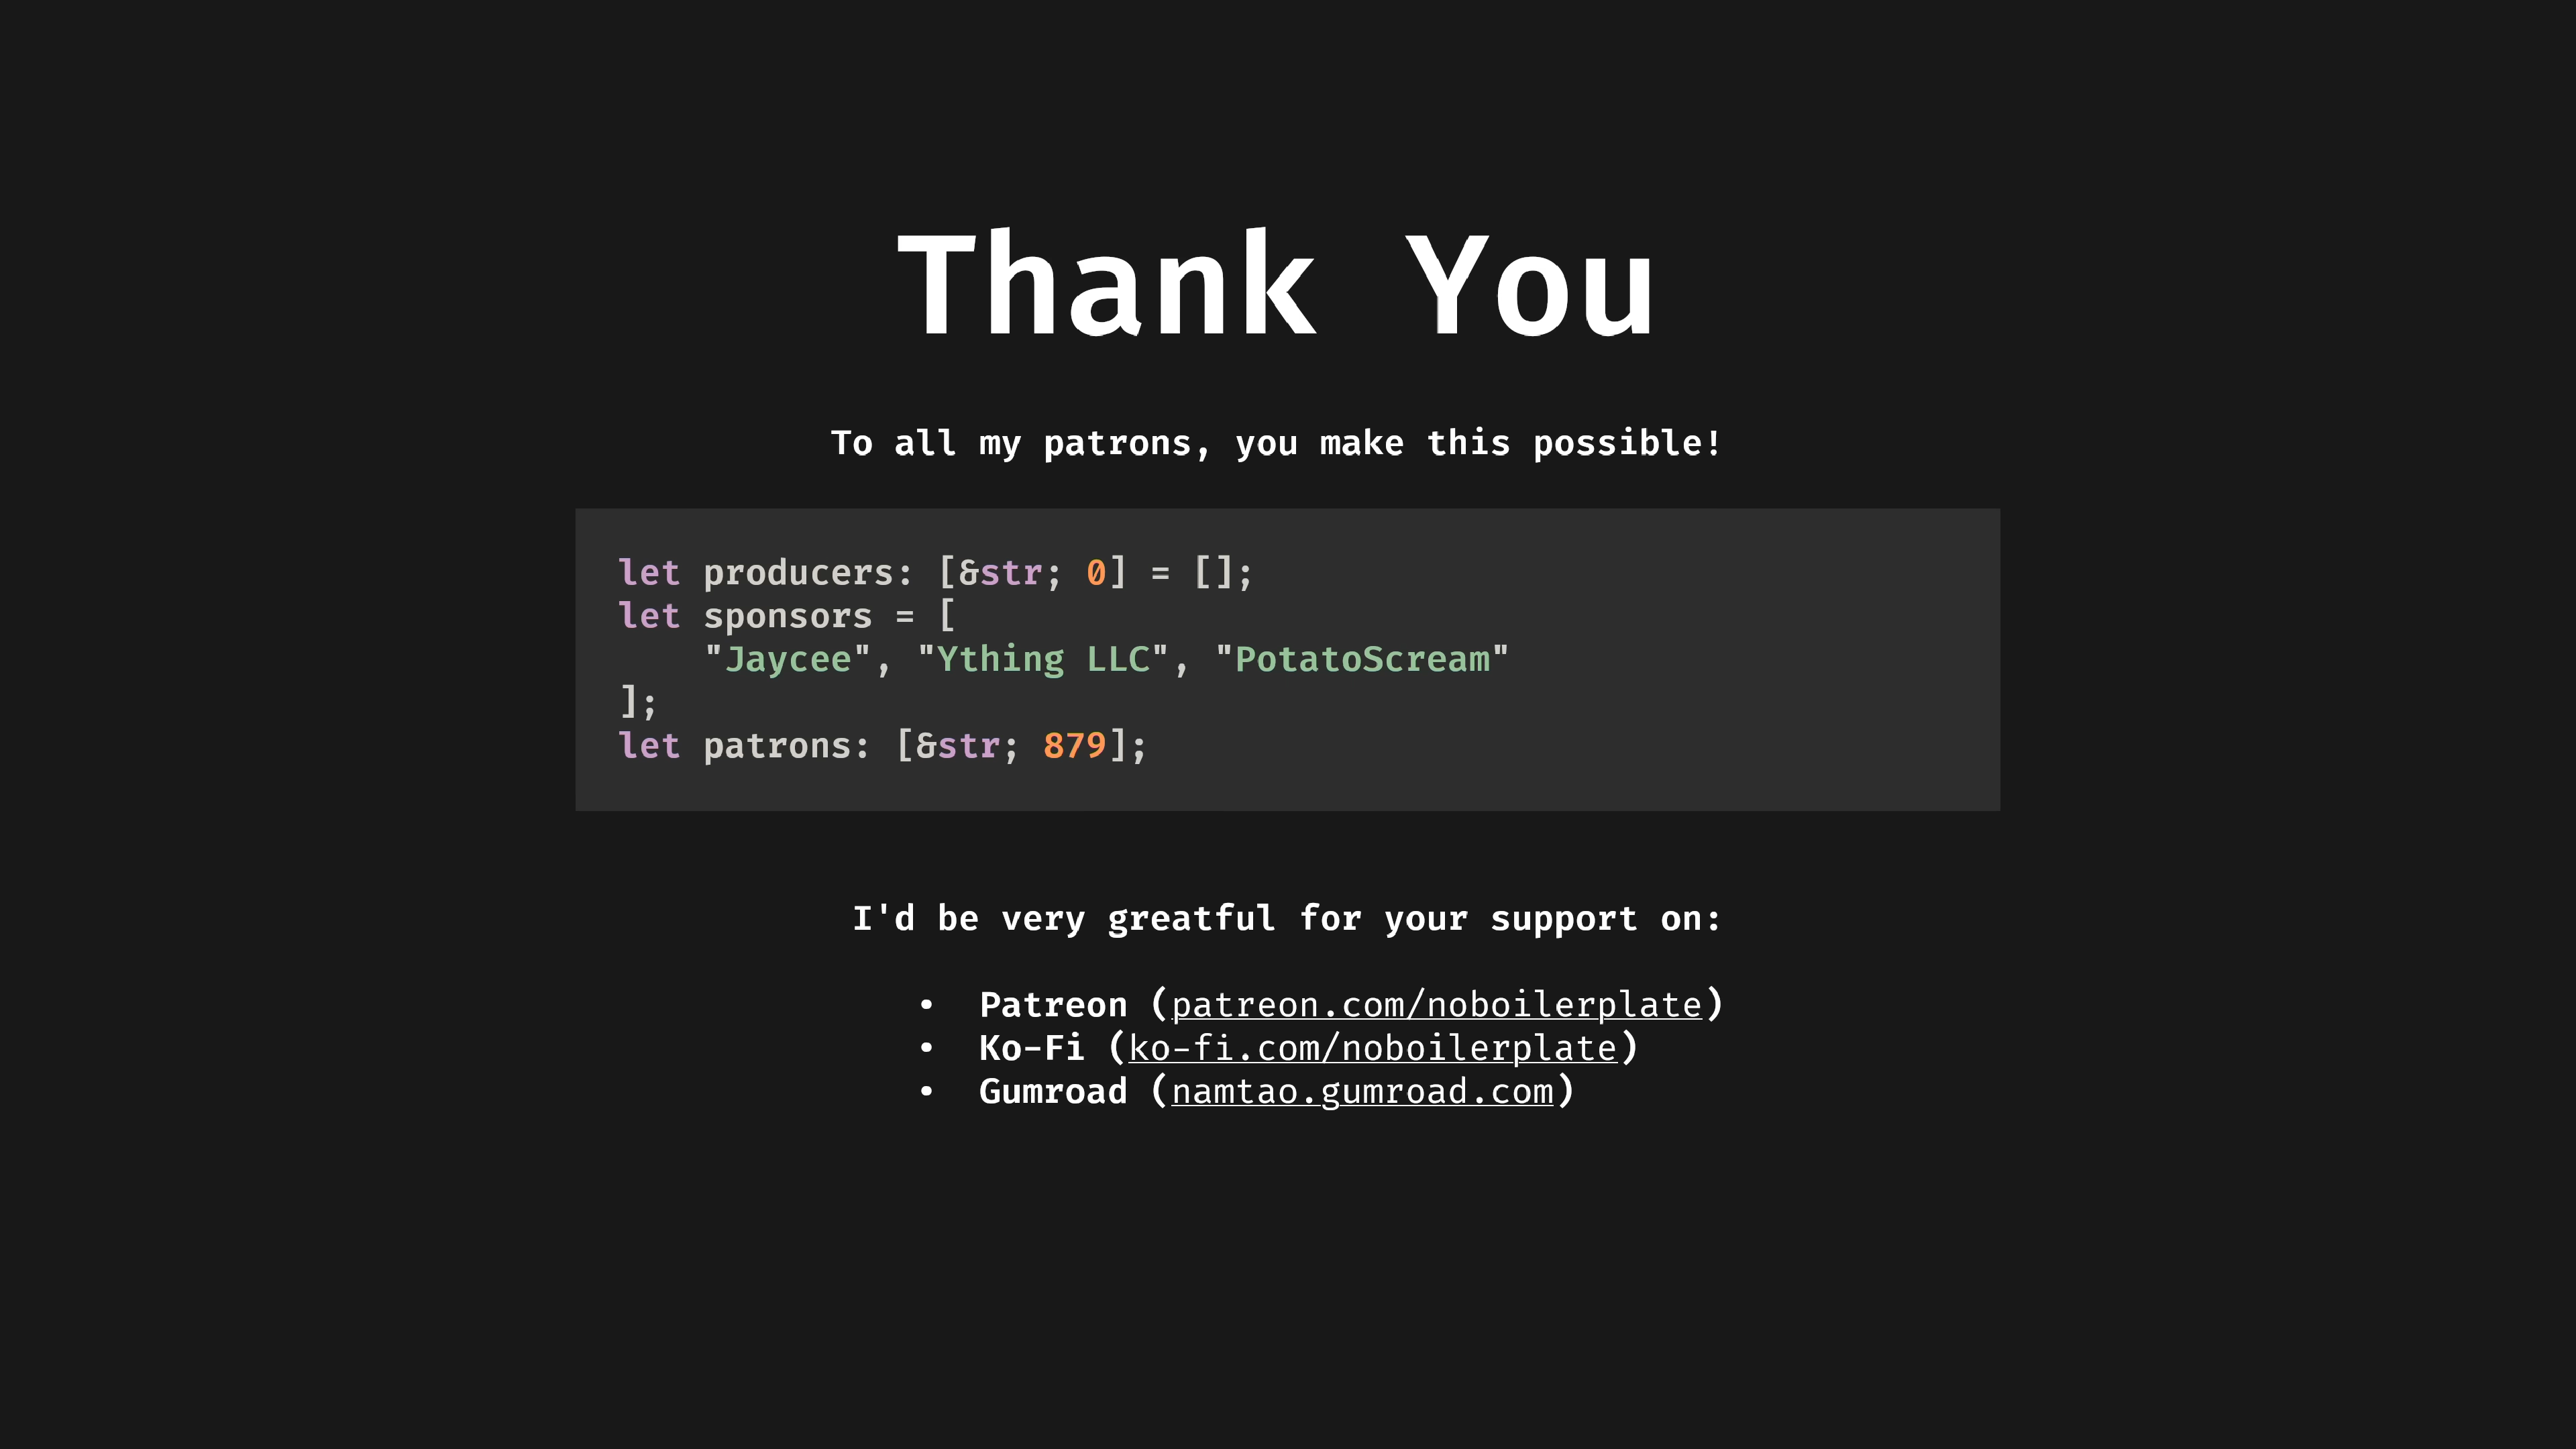 Thank You
To all my patrons, you make this possible!
let producers: [&str; 0] = [];
let sponsors = [
    "Jaycee", "Ything LLC", "PotatoScream"
];
let patrons: [&str; 879];
I'd be very greatful for your support on:
• Patreon (patreon.com/noboilerplate)
• Ko-Fi (ko-fi.com/noboilerplate)
• Gumroad (namtao.gumroad.com)